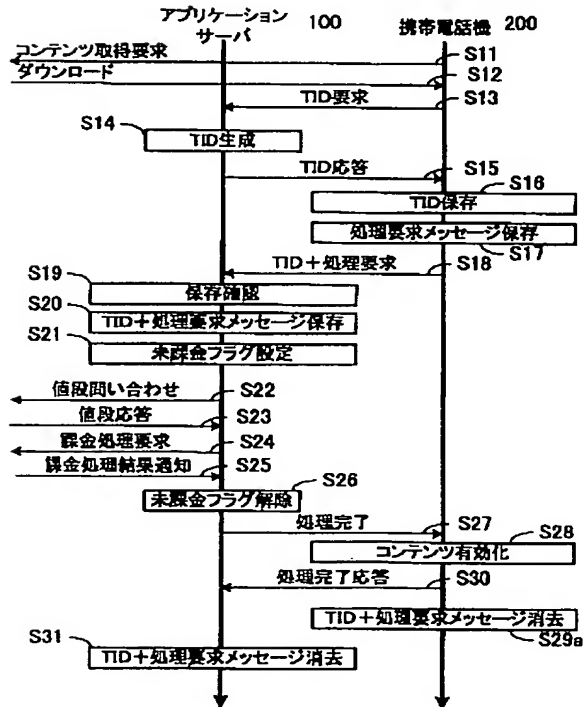 アプリケーション
サーバ 100
携帯電話機 200
コンテンツ取得要求 S11
ダウンロード S12
TID要求 S13
S14
TID生成
TID応答 S15
S16
TID保存
処理要求メッセージ保存
S17
TID+処理要求 S18
S19
保存確認
S20
TID+処理要求メッセージ保存
S21
未課金フラグ設定
値段問い合わせ S22
値段応答 S23
課金処理要求 S24
課金処理結果通知 S25
S26
未課金フラグ解除
処理完了 S27
S28
コンテンツ有効化
処理完了応答 S30
TID+処理要求メッセージ消去
S29a
S31
TID+処理要求メッセージ消去